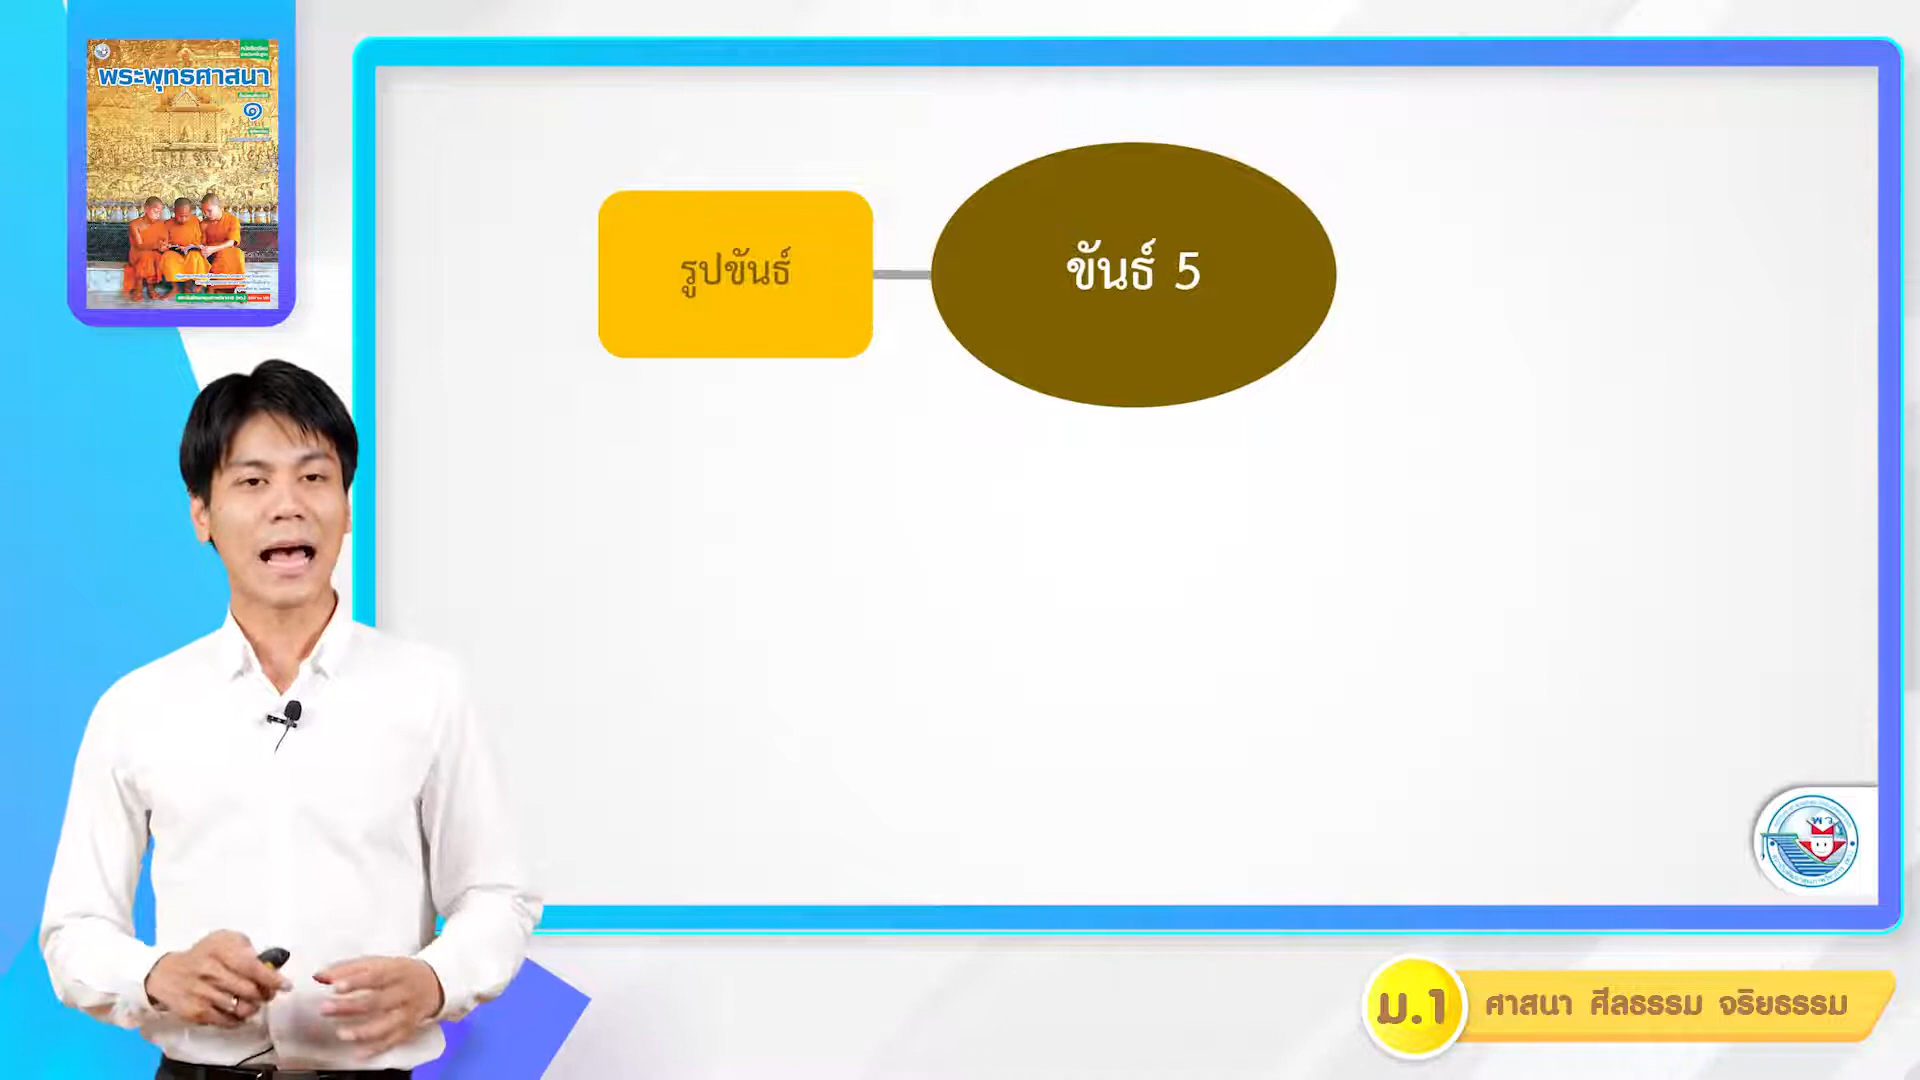 พระพุทธศาสนา
๑
รูปขันธ์
ขันธ์ 5
พว
ม.1
ศาสนา ศีลธรรม จริยธรรม